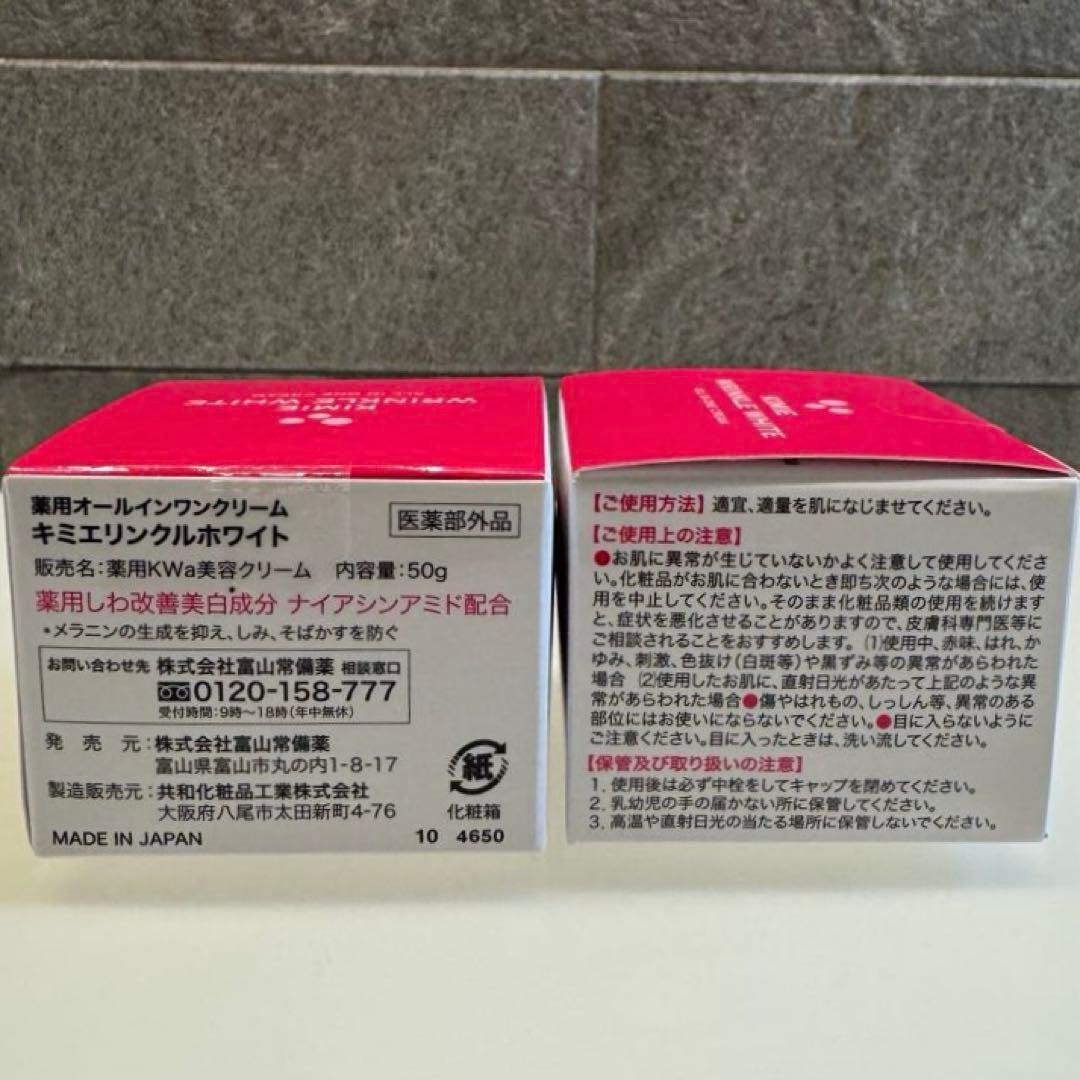 KIMIE
WRINKLE WHITE
薬用オールインワンクリーム
キミエリンクルホワイト
医薬部外品
販売名:薬用KWa美容クリーム 内容量:50g
薬用しわ改善美白*成分 ナイアシンアミド配合
*メラニンの生成を抑え、しみ、そばかすを防ぐ
お問い合わせ先 株式会社富山常備薬 相談窓口
0120-158-777
受付時間:9時〜18時(年中無休)
発売元:株式会社富山常備薬
富山県富山市丸の内1-8-17
製造販売元:共和化粧品工業株式会社
大阪府八尾市太田新町4-76
紙
化粧箱
MADE IN JAPAN
10 4650
KIMIE
WRINKLE WHITE
【ご使用方法】適宜、適量を肌になじませてください。
【ご使用上の注意】
●お肌に異常が生じていないかよく注意して使用してくださ
い。化粧品がお肌に合わないとき即ち次のような場合には、使
用を中止してください。そのまま化粧品類の使用を続けます
と、症状を悪化させることがありますので、皮膚科専門医等に
ご相談されることをおすすめします。(1)使用中、赤味、はれ、か
ゆみ、刺激、色抜け(白斑等)や黒ずみ等の異常があらわれた
場合 (2)使用したお肌に、直射日光があたって上記のような異
常があらわれた場合●傷やはれもの、しっしん等、異常のある
部位にはお使いにならないでください。●目に入らないように
ご注意ください。目に入ったときは、洗い流してください。
【保管及び取り扱いの注意】
1. 使用後は必ず中栓をしてキャップを閉めてください。
2. 乳幼児の手の届かない所に保管してください。
3. 高温や直射日光の当たる場所に保管しないでください。